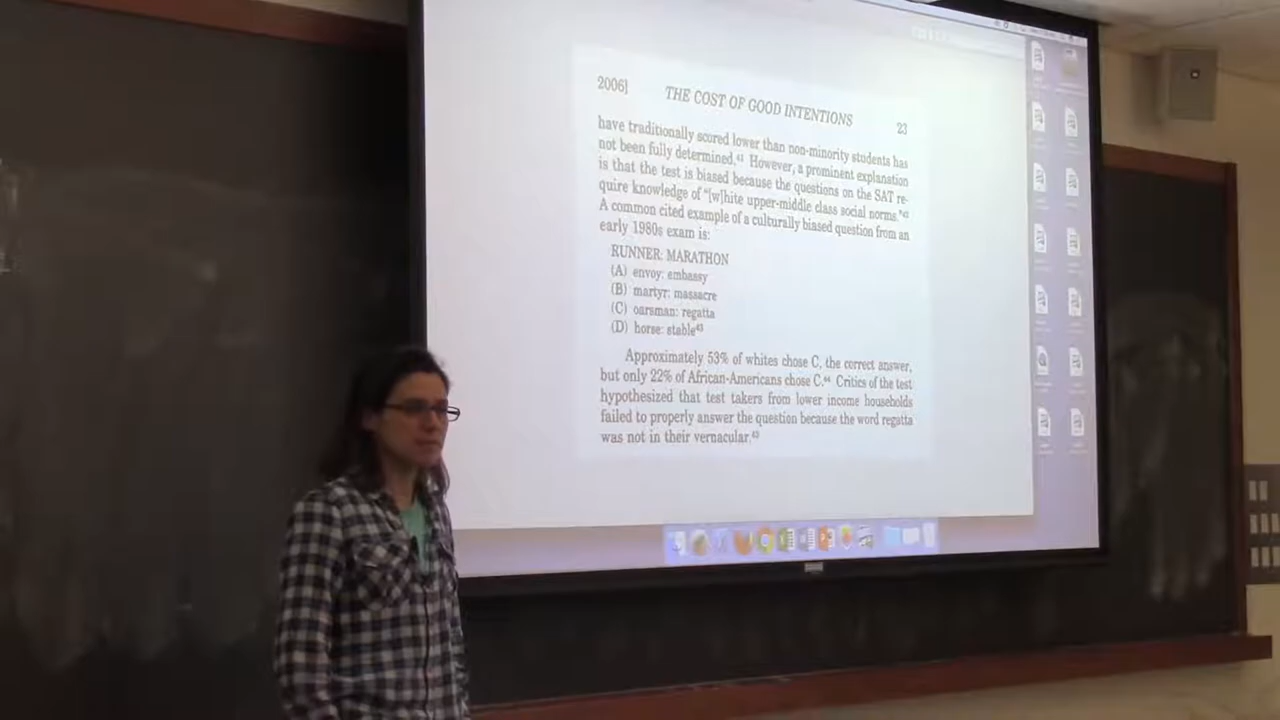 2006]
THE COST OF GOOD INTENTIONS
23
have traditionally scored lower than non-minority students has
not been fully determined.41 However, a prominent explanation
is that the test is biased because the questions on the SAT re-
quire knowledge of "[w]hite upper-middle class social norms."42
A common cited example of a culturally biased question from an
early 1980s exam is:
RUNNER: MARATHON
(A) envoy: embassy
(B) martyr: massacre
(C) oarsman: regatta
(D) horse: stable43
Approximately 53% of whites chose C, the correct answer,
but only 22% of African-Americans chose C.44 Critics of the test
hypothesized that test takers from lower income households
failed to properly answer the question because the word regatta
was not in their vernacular.45